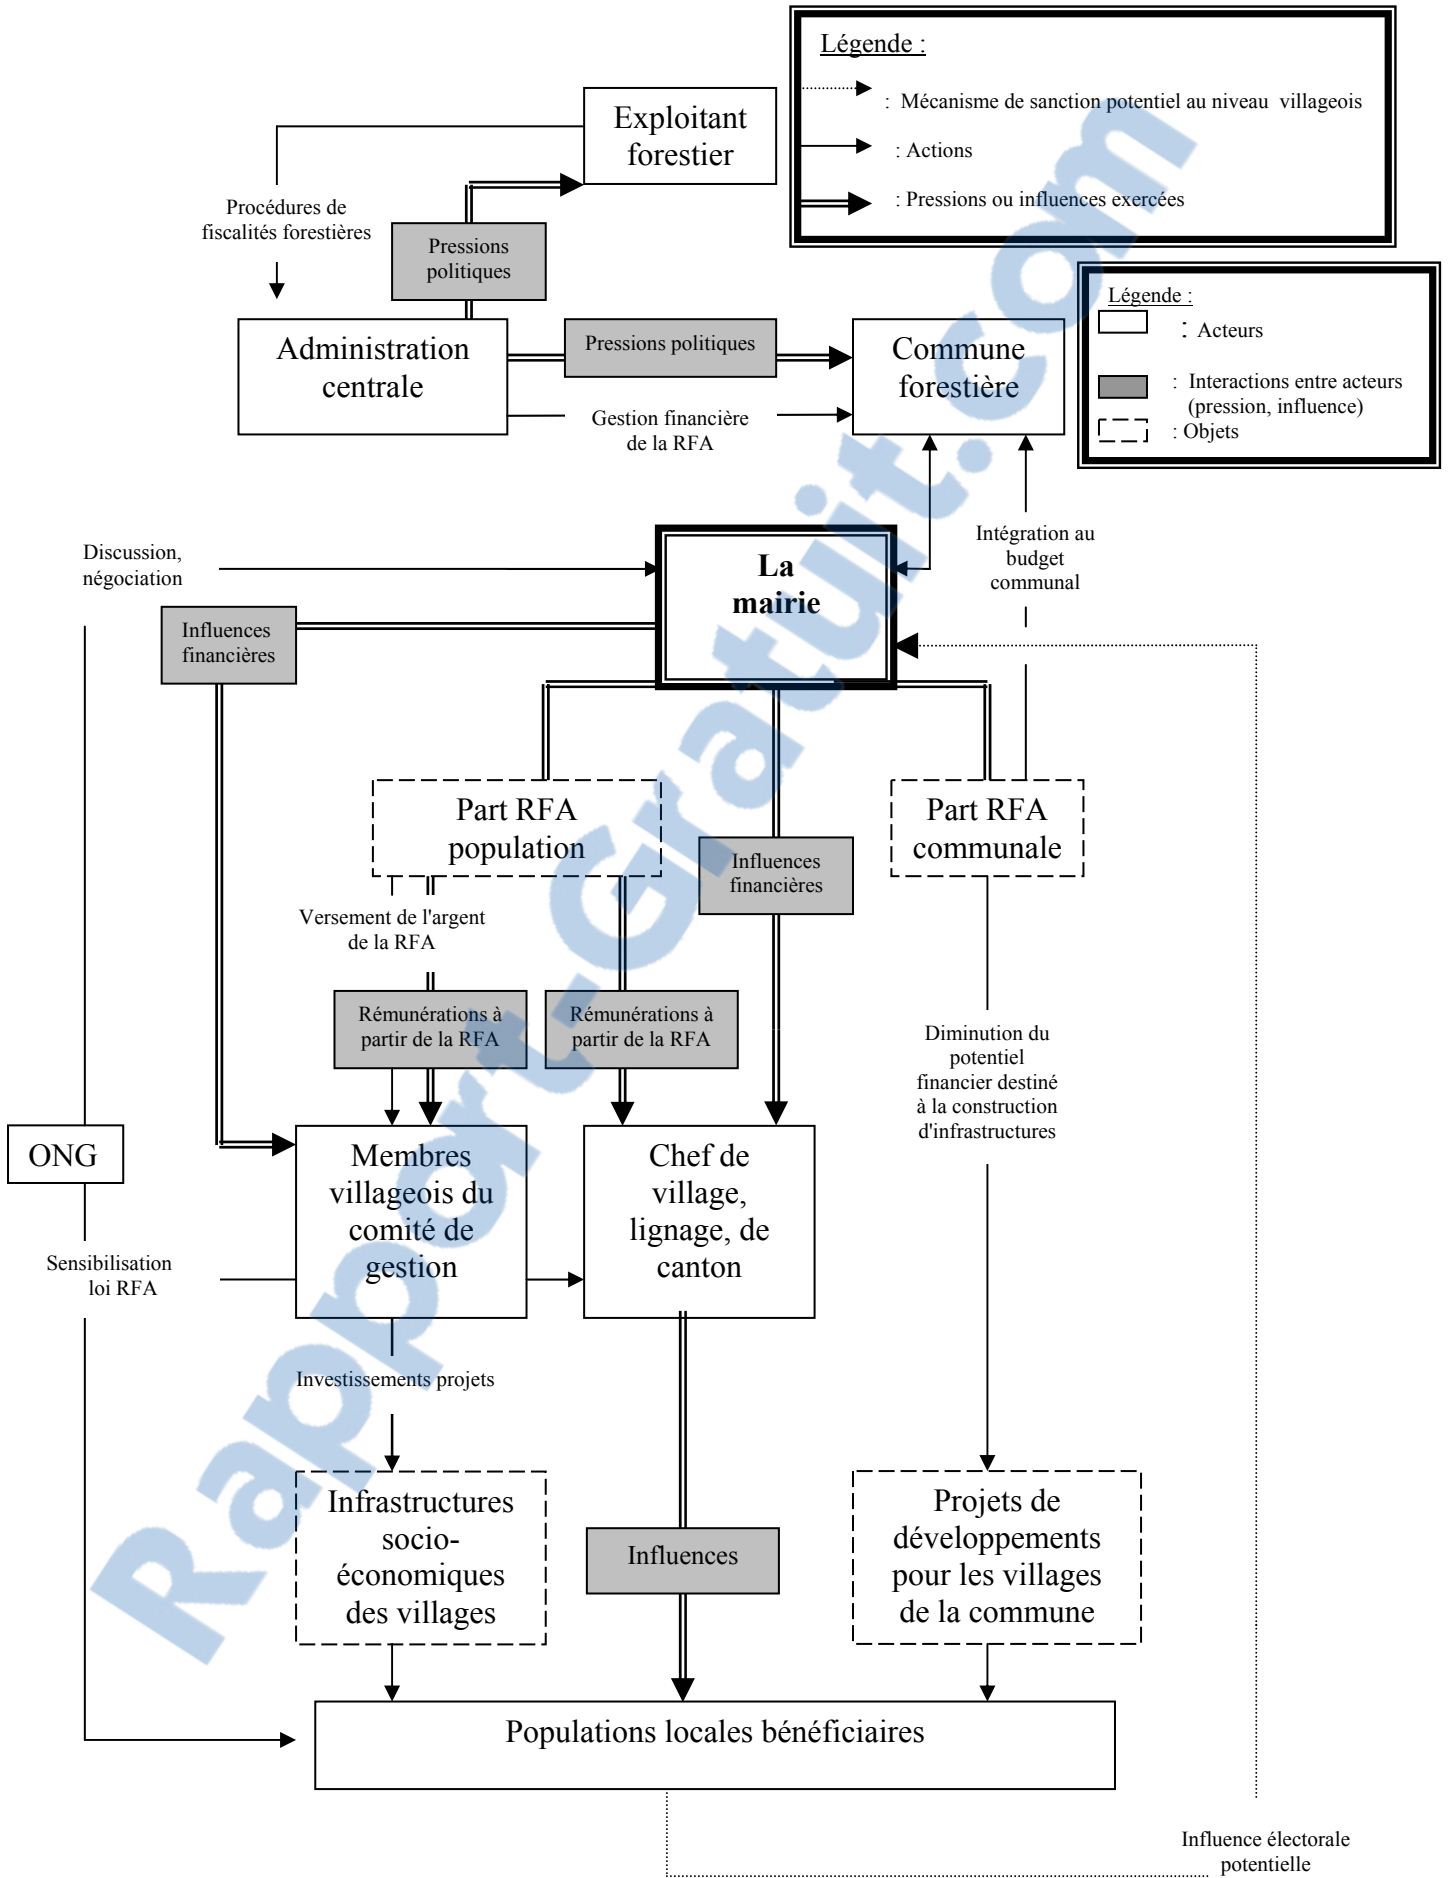 Légende :
: Mécanisme de sanction potentiel au niveau villageois
: Actions
: Pressions ou influences exercées
Exploitant
forestier
Procédures de
fiscalités forestières
Pressions
politiques
Légende :
: Acteurs
: Interactions entre acteurs
(pression, influence)
: Objets
Administration
centrale
Pressions politiques
Commune
forestière
Gestion financière
de la RFA
Intégration au
budget
communal
Discussion,
négociation
La
mairie
Influences
financières
Part RFA
population
Part RFA
communale
Influences
financières
Versement de l'argent
de la RFA
Rémunérations à
partir de la RFA
Rémunérations à
partir de la RFA
Diminution du
potentiel
financier destiné
à la construction
d'infrastructures
ONG
Membres
villageois du
comité de
gestion
Chef de
village,
lignage, de
canton
Sensibilisation
loi RFA
Investissements projets
Infrastructures
socio-
économiques
des villages
Influences
Projets de
développements
pour les villages
de la commune
Populations locales bénéficiaires
Influence électorale
potentielle
Rapport-Gratuit.com